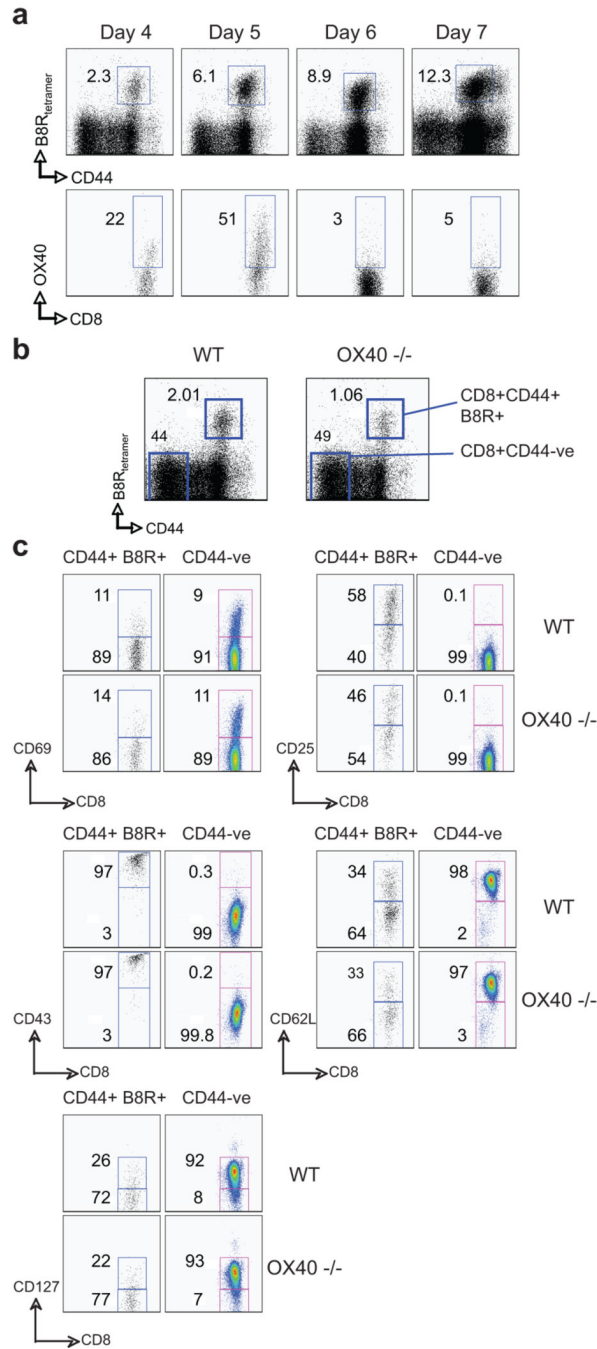 a
Day 4 Day 5 Day 6 Day 7
2.3 6.1 8.9 12.3
B8Rtetramer
CD44
22 51 3 5
OX40
CD8
b
WT OX40 -/-
2.01 1.06
44 49
CD8+CD44+
B8R+
CD8+CD44-ve
B8Rtetramer
CD44
c
CD44+ B8R+ CD44-ve CD44+ B8R+ CD44-ve
11 9 58 0.1
WT
89 91 40 99
14 11 46 0.1
OX40 -/-
86 89 54 99
CD69 CD25
CD8 CD8
CD44+ B8R+ CD44-ve CD44+ B8R+ CD44-ve
97 0.3 34 98
WT
3 99 64 2
97 0.2 33 97
OX40 -/-
3 99.8 66 3
CD43 CD62L
CD8 CD8
CD44+ B8R+ CD44-ve
26 92
WT
72 8
22 93
OX40 -/-
77 7
CD127
CD8